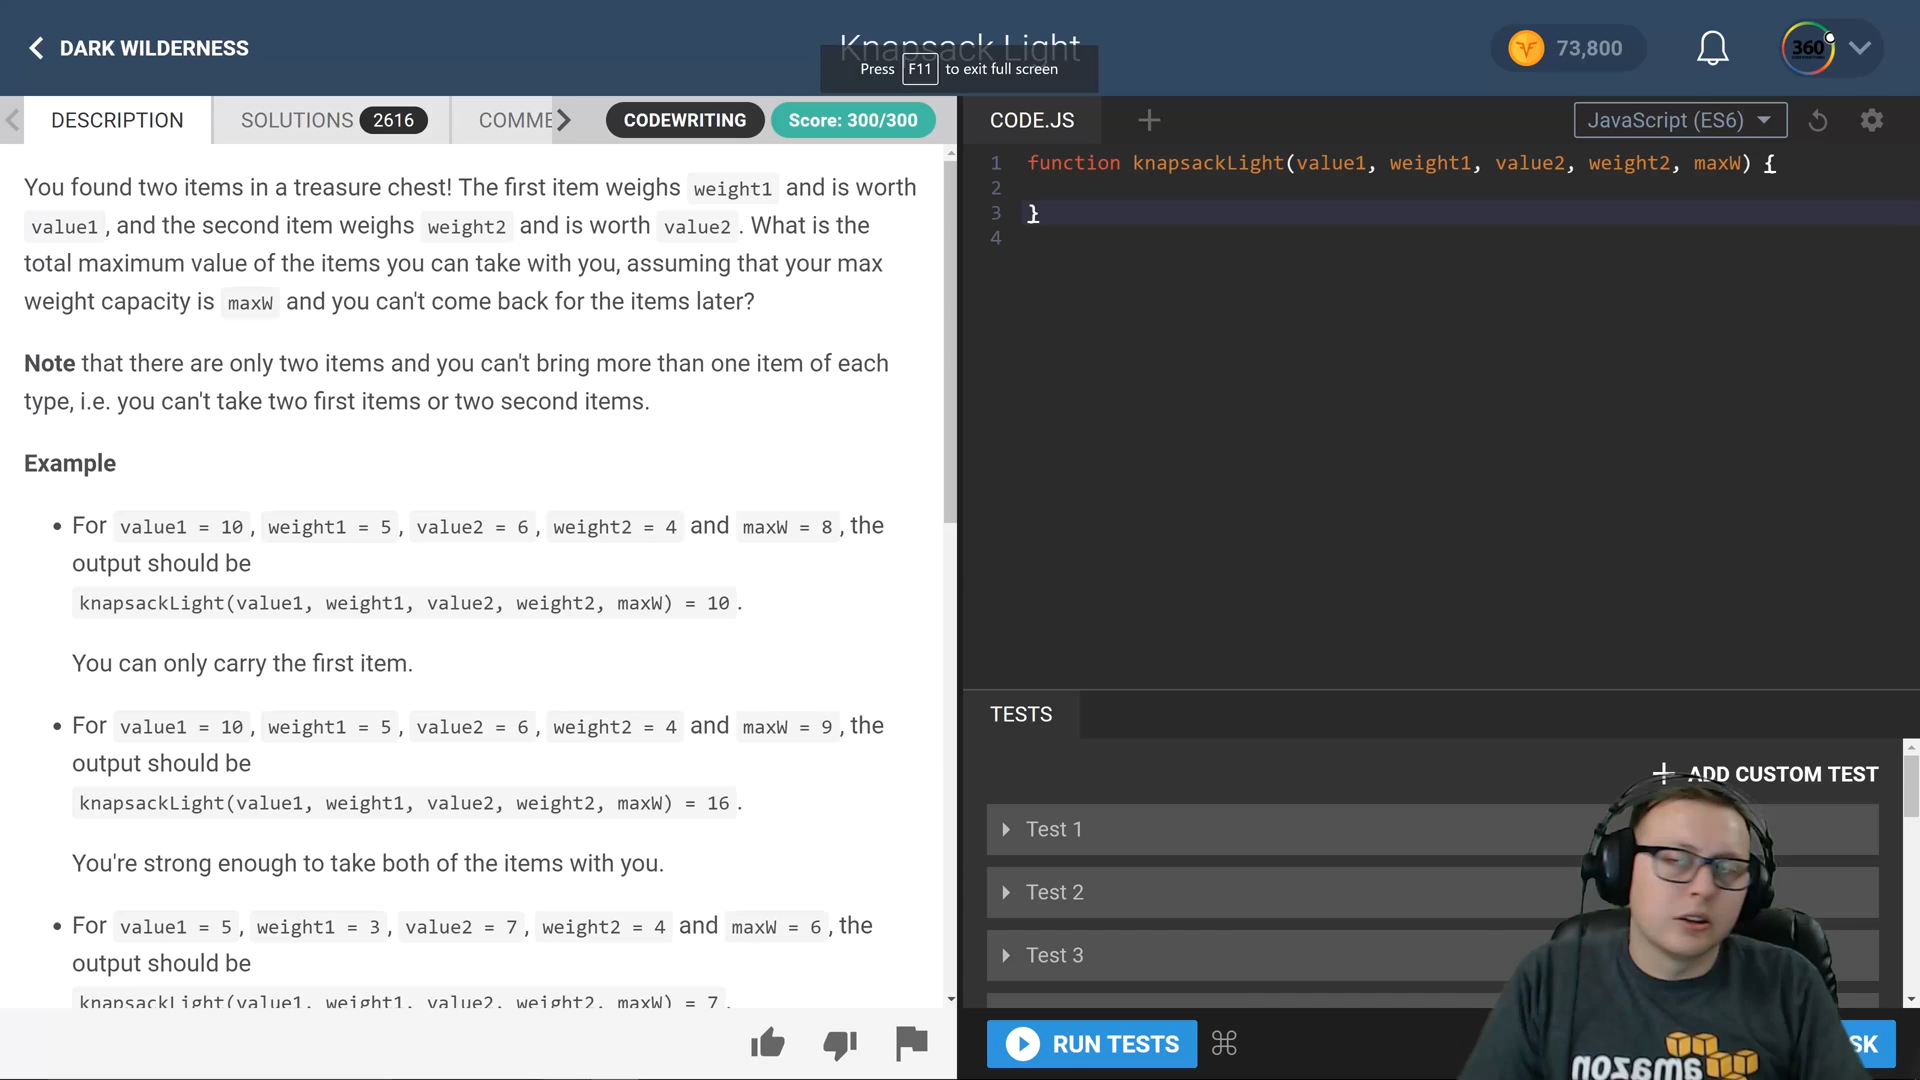 DARK WILDERNESS
Knapsack Light
Press F11 to exit full screen
73,800
360
DESCRIPTION
SOLUTIONS 2616
COMME
CODEWRITING
Score: 300/300
You found two items in a treasure chest! The first item weighs weight1 and is worth
value1 , and the second item weighs weight2 and is worth value2 . What is the
total maximum value of the items you can take with you, assuming that your max
weight capacity is maxW and you can't come back for the items later?
Note that there are only two items and you can't bring more than one item of each
type, i.e. you can't take two first items or two second items.
Example
• For value1 = 10 , weight1 = 5 , value2 = 6 , weight2 = 4 and maxW = 8 , the
output should be
knapsackLight(value1, weight1, value2, weight2, maxW) = 10 .
You can only carry the first item.
• For value1 = 10 , weight1 = 5 , value2 = 6 , weight2 = 4 and maxW = 9 , the
output should be
knapsackLight(value1, weight1, value2, weight2, maxW) = 16 .
You're strong enough to take both of the items with you.
• For value1 = 5 , weight1 = 3 , value2 = 7 , weight2 = 4 and maxW = 6 , the
output should be
knapsackLight(value1, weight1, value2, weight2, maxW) = 7 .
CODE.JS
JavaScript (ES6)
1 function knapsackLight(value1, weight1, value2, weight2, maxW) {
2
3 }
4
TESTS
ADD CUSTOM TEST
Test 1
Test 2
Test 3
RUN TESTS
SK
amazon